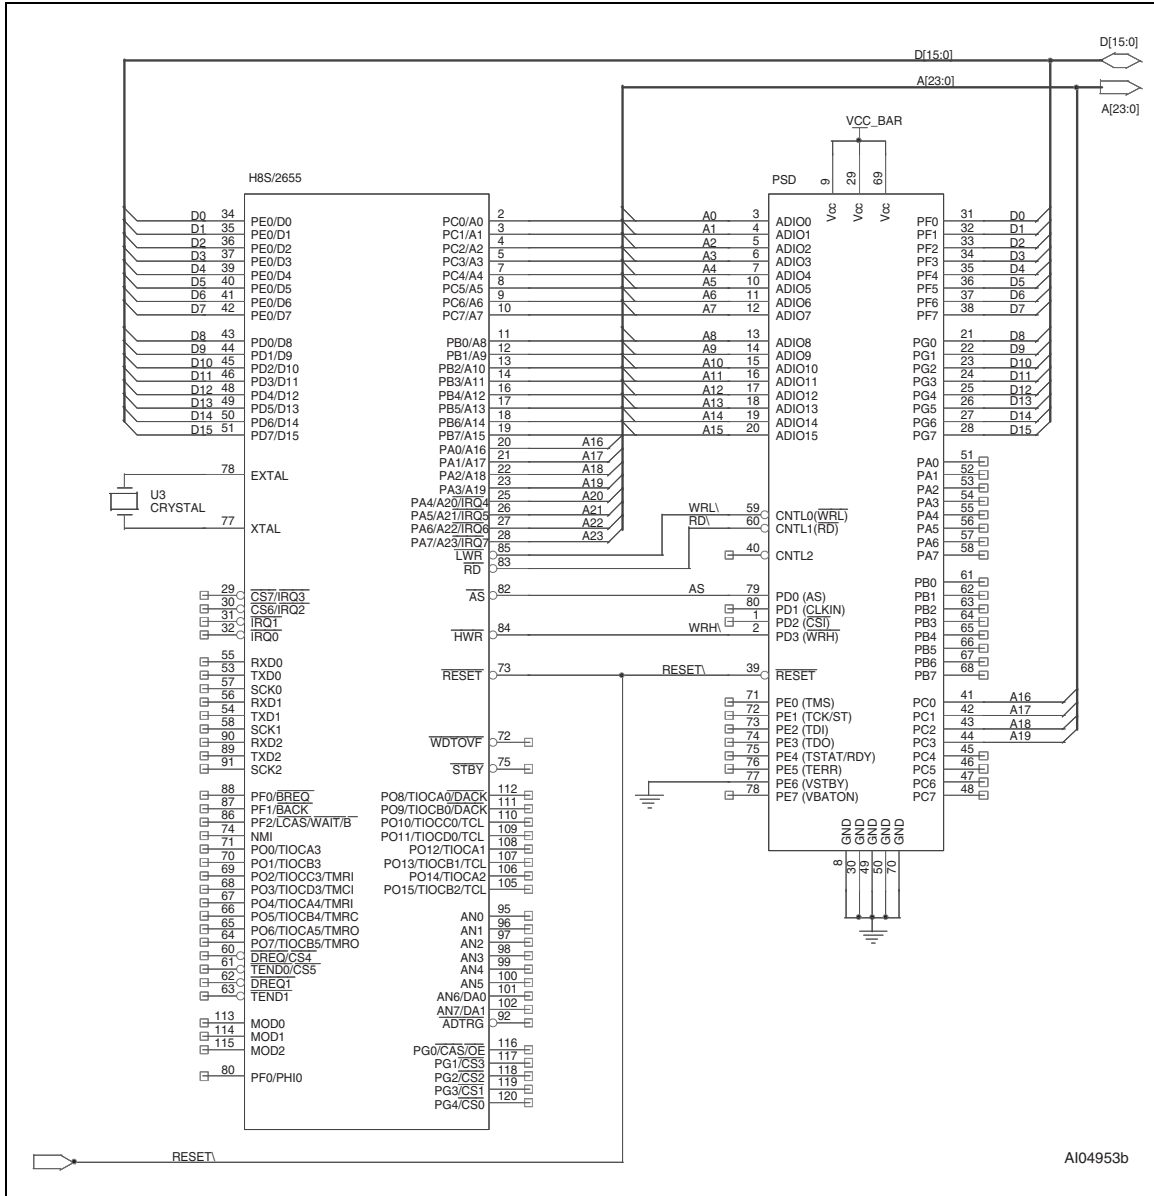 D[15:0]
D[15:0]
A[23:0]
A[23:0]
VCC_BAR
H8S/2655
PSD
9 29 69
Vcc Vcc Vcc
D0 34 PE0/D0 PC0/A0 2 A0 3 ADIO0 PF0 31 D0
D1 35 PE0/D1 PC1/A1 3 A1 4 ADIO1 PF1 32 D1
D2 36 PE0/D2 PC2/A2 4 A2 5 ADIO2 PF2 33 D2
D3 37 PE0/D3 PC3/A3 5 A3 6 ADIO3 PF3 34 D3
D4 39 PE0/D4 PC4/A4 7 A4 7 ADIO4 PF4 35 D4
D5 40 PE0/D5 PC5/A5 8 A5 10 ADIO5 PF5 36 D5
D6 41 PE0/D6 PC6/A6 9 A6 11 ADIO6 PF6 37 D6
D7 42 PE0/D7 PC7/A7 10 A7 12 ADIO7 PF7 38 D7
D8 43 PD0/D8 PB0/A8 11 A8 13 ADIO8 PG0 21 D8
D9 44 PD1/D9 PB1/A9 12 A9 14 ADIO9 PG1 22 D9
D10 45 PD2/D10 PB2/A10 13 A10 15 ADIO10 PG2 23 D10
D11 46 PD3/D11 PB3/A11 14 A11 16 ADIO11 PG3 24 D11
D12 48 PD4/D12 PB4/A12 16 A12 17 ADIO12 PG4 25 D12
D13 49 PD5/D13 PB5/A13 17 A13 18 ADIO12 PG5 26 D13
D14 50 PD6/D14 PB6/A14 18 A14 19 ADIO14 PG6 27 D14
D15 51 PD7/D15 PB7/A15 19 A15 20 ADIO15 PG7 28 D15
PA0/A16 20 A16
PA1/A17 21 A17 PA0 51
78 EXTAL PA2/A18 22 A18 PA1 52
PA3/A19 23 A19 PA2 53
U3 PA4/A20/IRQ4 25 A20 PA3 54
CRYSTAL PA5/A21/IRQ5 26 A21 WRL\ 59 CNTL0(WRL) PA4 55
77 XTAL PA6/A22/IRQ6 27 A22 RD\ 60 CNTL1(RD) PA5 56
PA7/A23/IRQ7 28 A23 PA6 57
LWR 85 40 CNTL2 PA7 58
RD 83
PB0 61
29 CS7/IRQ3 AS 82 AS 79 PD0 (AS) PB1 62
30 CS6/IRQ2 80 PD1 (CLKIN) PB2 63
31 IRQ1 1 PD2 (CSI) PB3 64
32 IRQ0 HWR 84 WRH\ 2 PD3 (WRH) PB4 65
PB5 66
55 RXD0 PB6 67
53 TXD0 RESET 73 RESET\ 39 RESET PB7 68
57 SCK0
56 RXD1 71 PE0 (TMS) PC0 41 A16
54 TXD1 72 PE1 (TCK/ST) PC1 42 A17
58 SCK1 73 PE2 (TDI) PC2 43 A18
90 RXD2 WDTOVF 72 74 PE3 (TDO) PC3 44 A19
89 TXD2 75 PE4 (TSTAT/RDY) PC4 45
91 SCK2 STBY 75 76 PE5 (TERR) PC5 46
77 PE6 (VSTBY) PC6 47
88 PF0/BREQ PO8/TIOCA0/DACK 112 78 PE7 (VBATON) PC7 48
87 PF1/BACK PO9/TIOCB0/DACK 111
86 PF2/LCAS/WAIT/B PO10/TIOCC0/TCL 110
74 NMI PO11/TIOCD0/TCL 109
71 PO0/TIOCA3 PO12/TIOCA1 108
70 PO1/TIOCB3 PO13/TIOCB1/TCL 107
69 PO2/TIOCC3/TMRI PO14/TIOCA2 106
68 PO3/TIOCD3/TMCI PO15/TIOCB2/TCL 105
GND GND GND GND GND
8 30 49 50 70
67 PO4/TIOCA4/TMRI
66 PO5/TIOCB4/TMRC AN0 95
65 PO6/TIOCA5/TMRO AN1 96
64 PO7/TIOCB5/TMRO AN2 97
60 DREQ/CS4 AN3 98
61 TEND0/CS5 AN4 99
62 DREQ1 AN5 100
63 TEND1 AN6/DA0 101
AN7/DA1 102
113 MOD0 ADTRG 92
114 MOD1
115 MOD2 PG0/CAS/OE 116
PG1/CS3 117
80 PF0/PHI0 PG2/CS2 118
PG3/CS1 119
PG4/CS0 120
RESET\
AI04953b